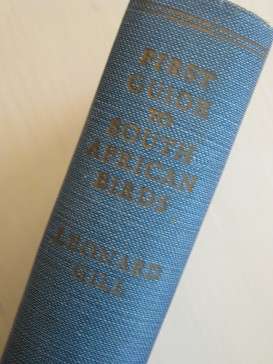 FIRST
GUIDE
TO
SOUTH
AFRICAN
BIRDS
LEONARD
GILL